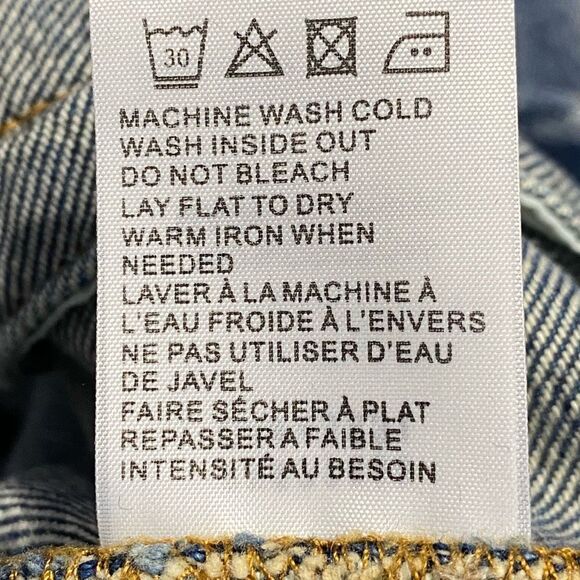 30
MACHINE WASH COLD
WASH INSIDE OUT
DO NOT BLEACH
LAY FLAT TO DRY
WARM IRON WHEN
NEEDED
LAVER À LA MACHINE À
L'EAU FROIDE À L'ENVERS
NE PAS UTILISER D'EAU
DE JAVEL
FAIRE SÉCHER À PLAT
REPASSER A FAIBLE
INTENSITÉ AU BESOIN